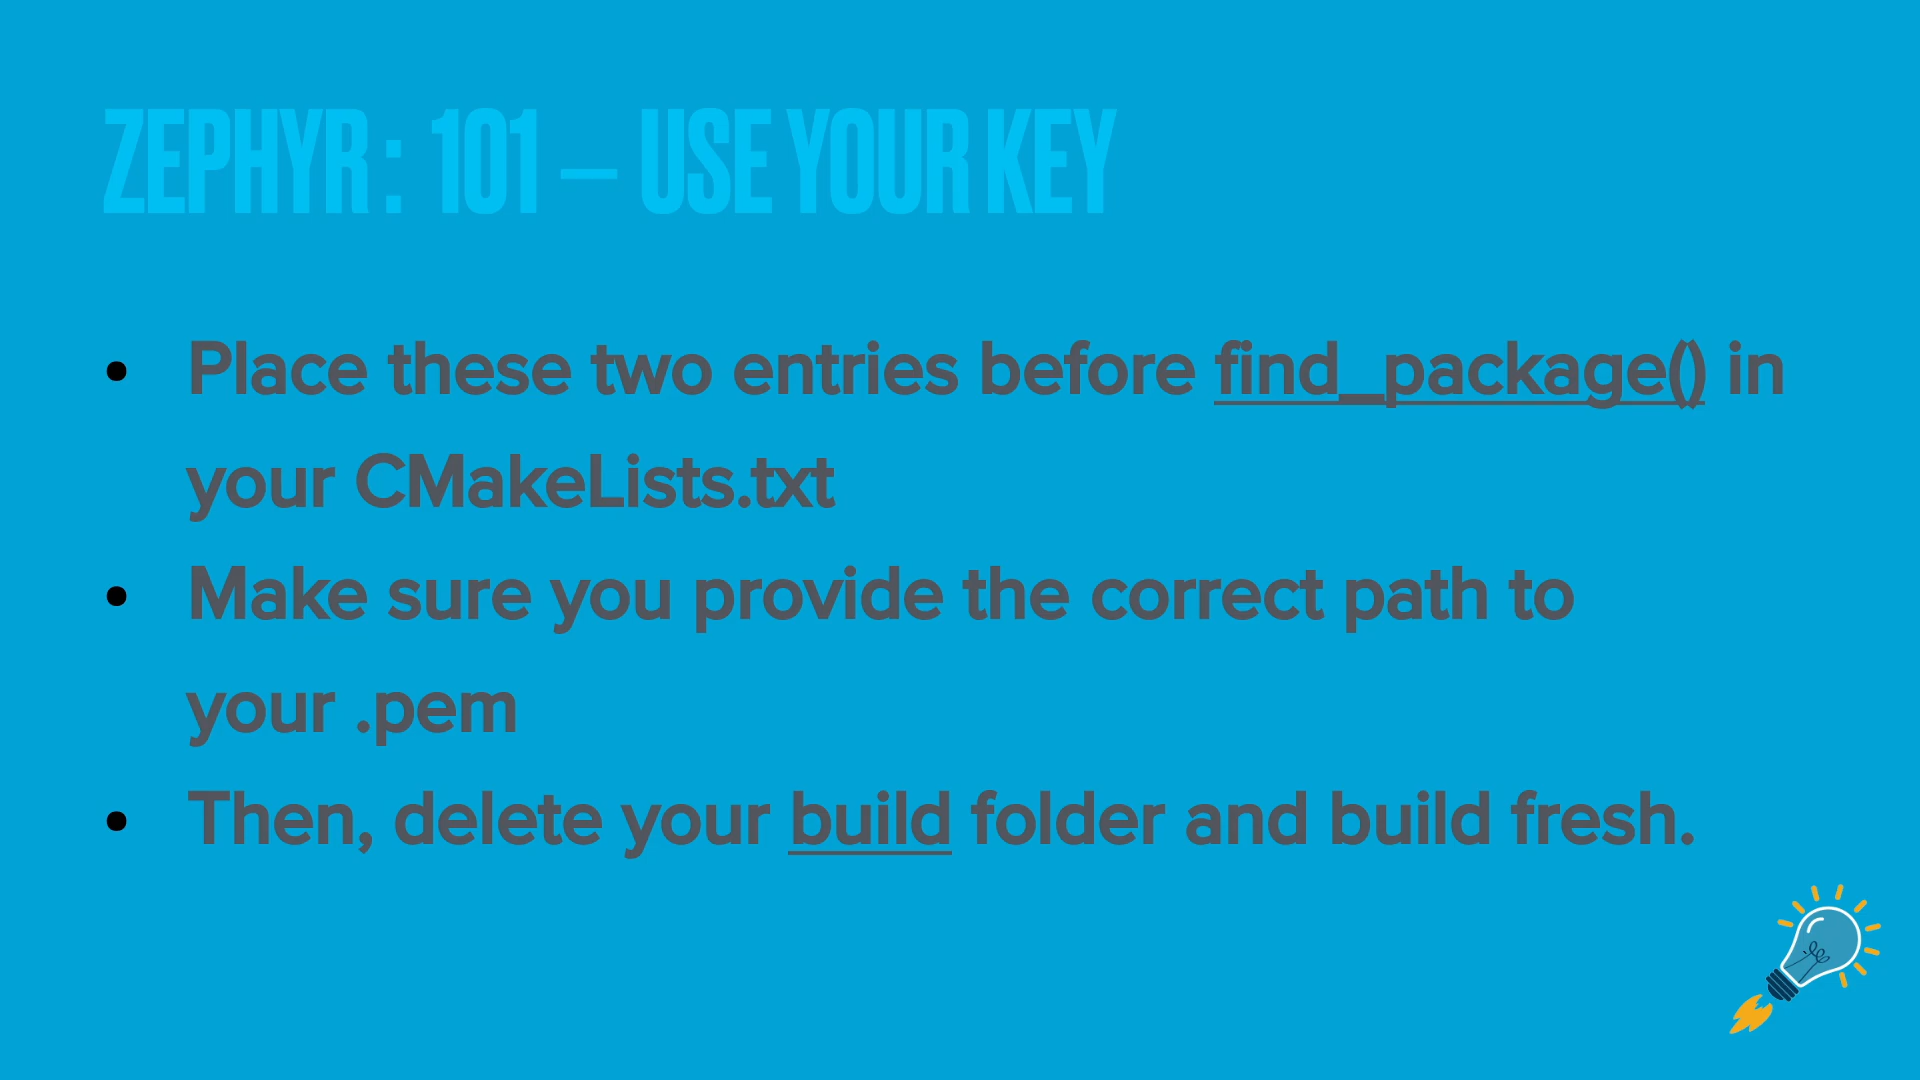 ZEPHYR : 101 – USE YOUR KEY
• Place these two entries before find_package() in
your CMakeLists.txt
• Make sure you provide the correct path to
your .pem
• Then, delete your build folder and build fresh.